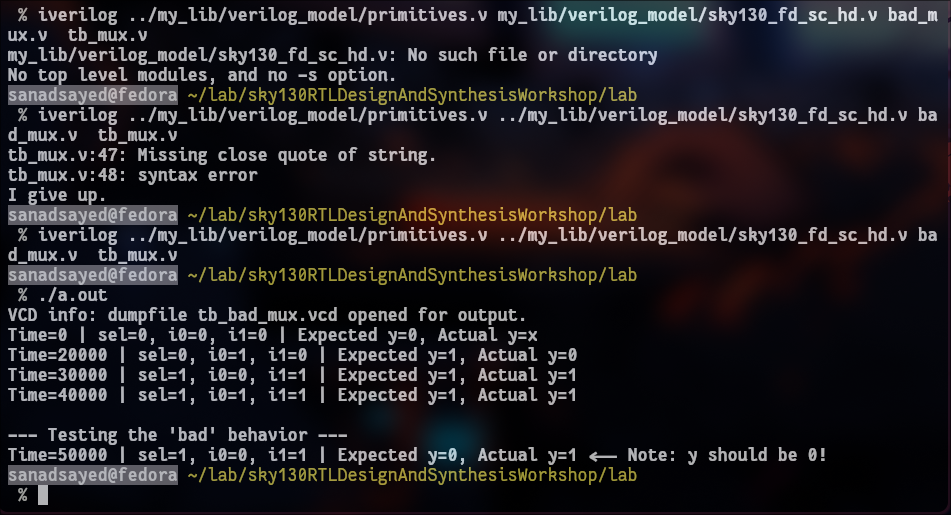 % iverilog ../my_lib/verilog_model/primitives.v my_lib/verilog_model/sky130_fd_sc_hd.v bad_m
ux.v  tb_mux.v
my_lib/verilog_model/sky130_fd_sc_hd.v: No such file or directory
No top level modules, and no -s option.
sanadsayed@fedora ~/lab/sky130RTLDesignAndSynthesisWorkshop/lab
% iverilog ../my_lib/verilog_model/primitives.v ../my_lib/verilog_model/sky130_fd_sc_hd.v ba
d_mux.v  tb_mux.v
tb_mux.v:47: Missing close quote of string.
tb_mux.v:48: syntax error
I give up.
sanadsayed@fedora ~/lab/sky130RTLDesignAndSynthesisWorkshop/lab
% iverilog ../my_lib/verilog_model/primitives.v ../my_lib/verilog_model/sky130_fd_sc_hd.v ba
d_mux.v  tb_mux.v
sanadsayed@fedora ~/lab/sky130RTLDesignAndSynthesisWorkshop/lab
% ./a.out
VCD info: dumpfile tb_bad_mux.vcd opened for output.
Time=0 | sel=0, i0=0, i1=0 | Expected y=0, Actual y=x
Time=20000 | sel=0, i0=1, i1=0 | Expected y=1, Actual y=0
Time=30000 | sel=1, i0=0, i1=1 | Expected y=1, Actual y=1
Time=40000 | sel=1, i0=1, i1=1 | Expected y=1, Actual y=1
--- Testing the 'bad' behavior ---
Time=50000 | sel=1, i0=0, i1=1 | Expected y=0, Actual y=1 <-- Note: y should be 0!
sanadsayed@fedora ~/lab/sky130RTLDesignAndSynthesisWorkshop/lab
%